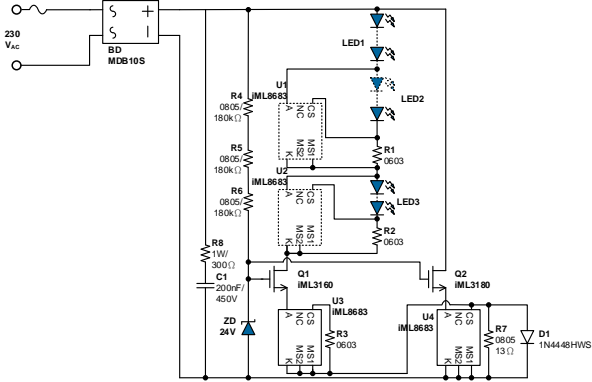 230
VAC
BD
MDB10S
LED1
LED2
LED3
R4
0805/
180kΩ
R5
0805/
180kΩ
R6
0805/
180kΩ
R8
1W/
300Ω
C1
200nF/
450V
ZD
24V
U1
iML8683
A
NC
CS
K
MS2
MS1
R1
0603
U2
iML8683
A
NC
CS
K
MS2
MS1
R2
0603
Q1
iML3160
Q2
iML3180
U3
iML8683
A
NC
CS
K
MS2
MS1
R3
0603
U4
iML8683
A
NC
CS
K
MS2
MS1
R7
0805
13Ω
D1
1N4448HWS